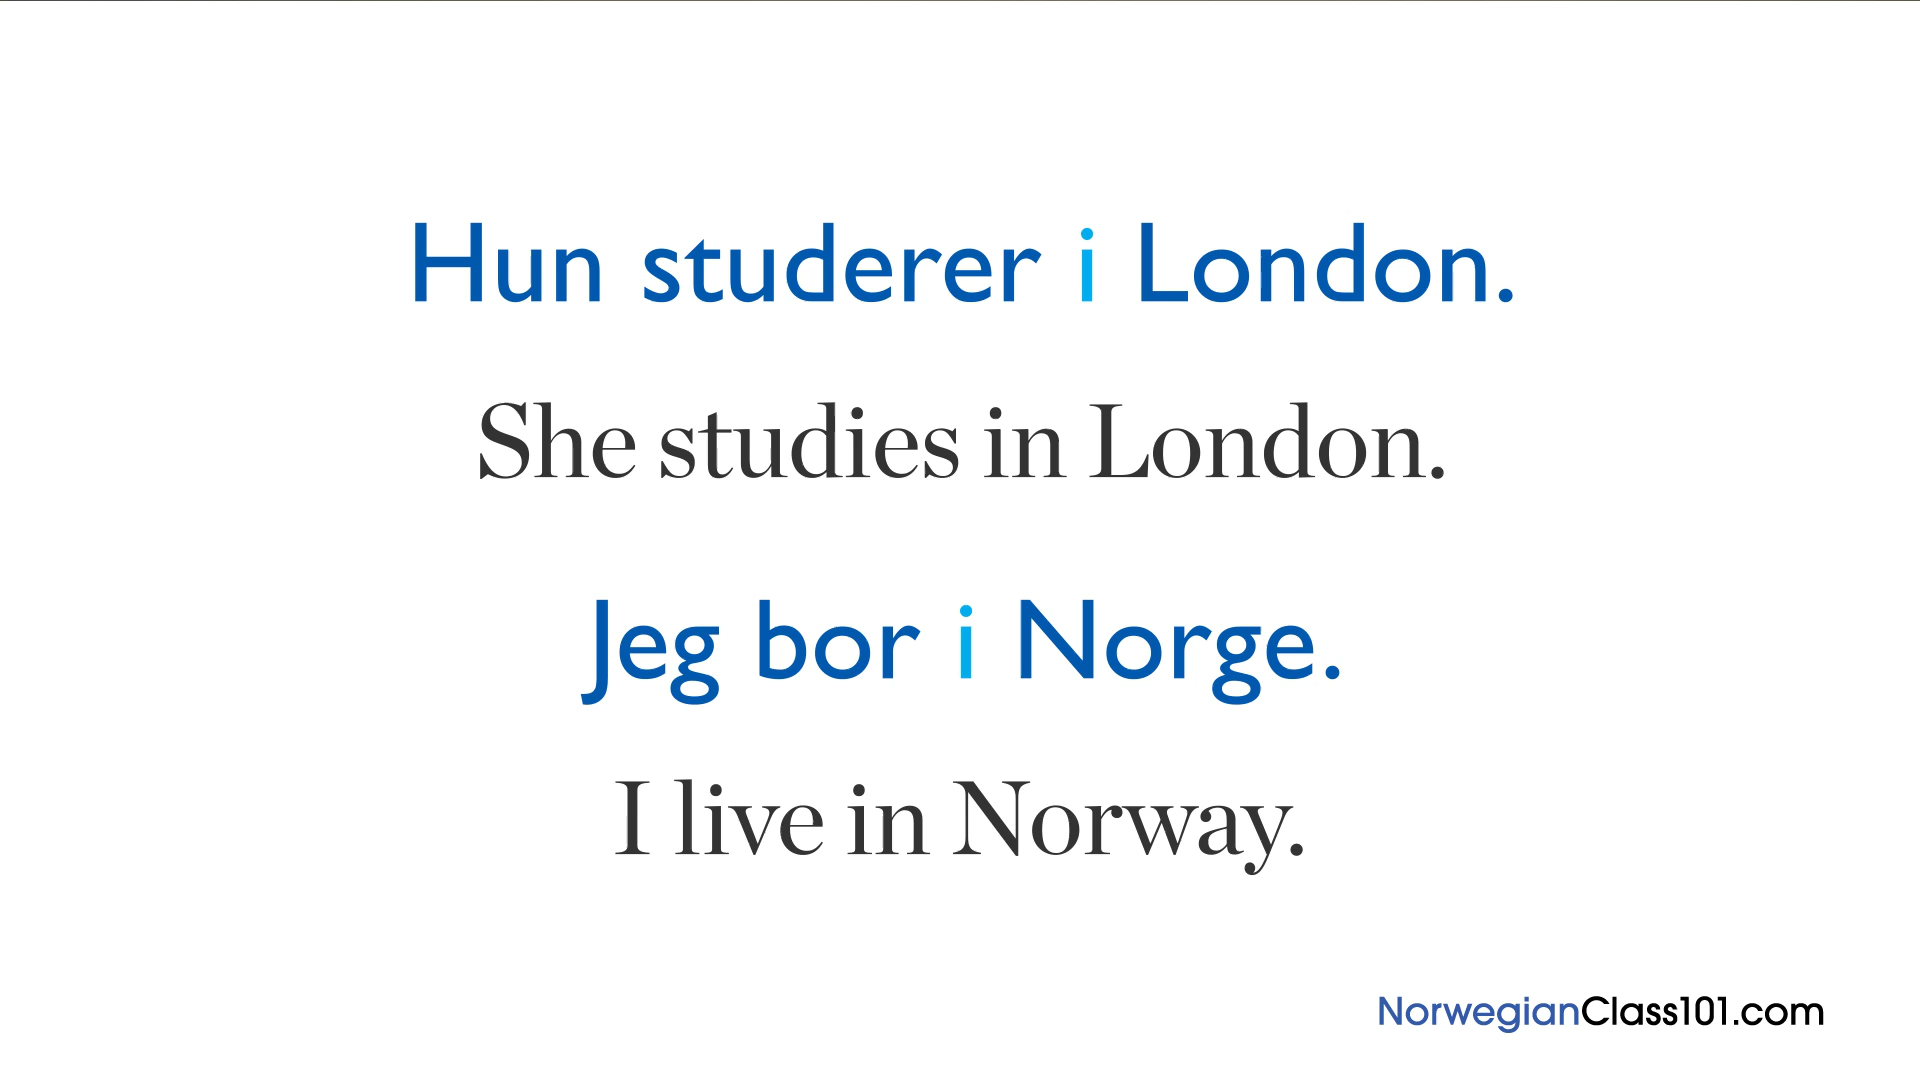 Hun studerer i London.
She studies in London.
Jeg bor i Norge.
I live in Norway.
NorwegianClass101.com